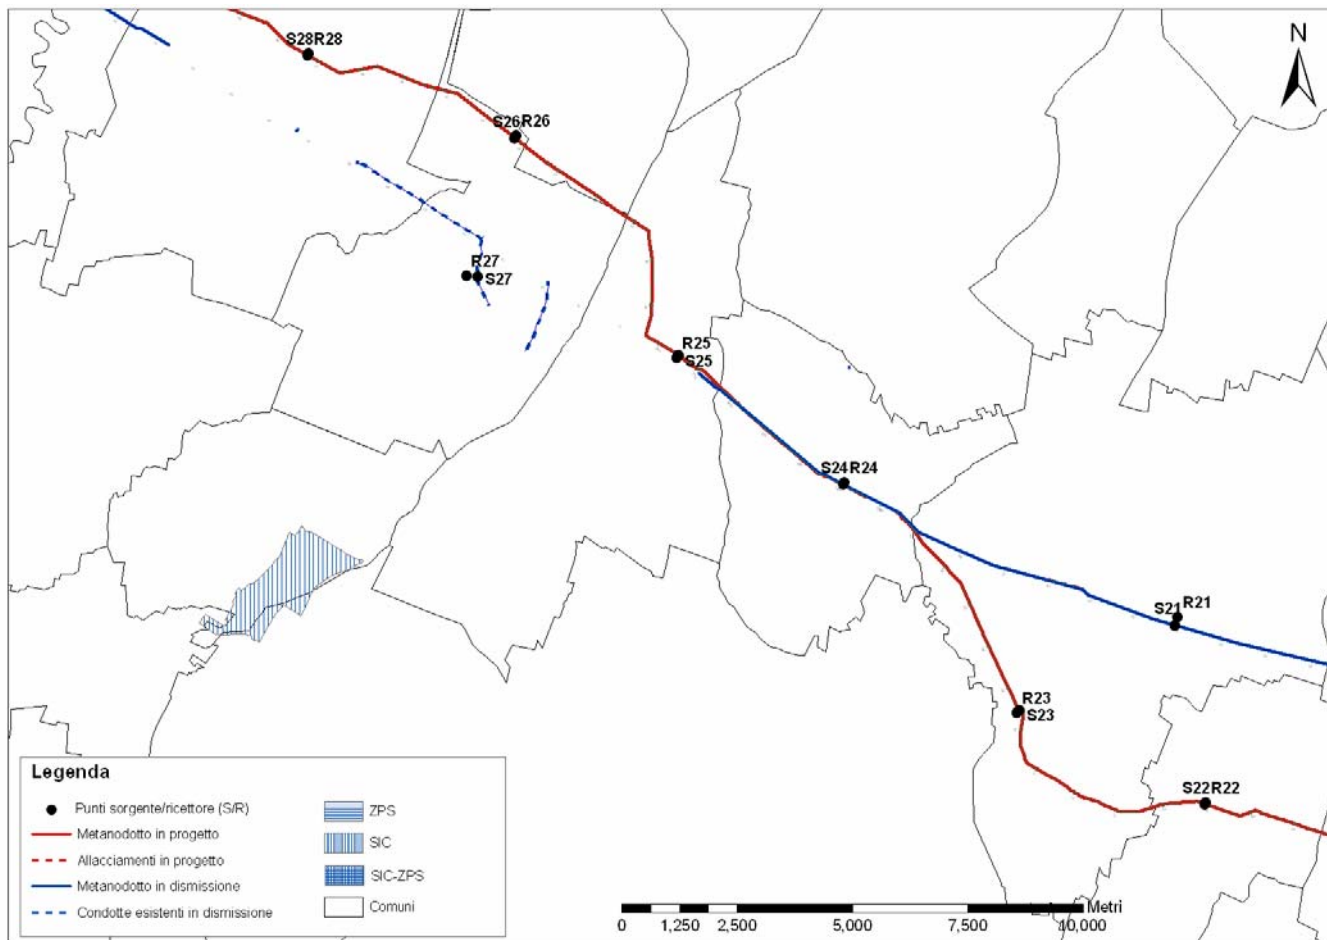 N
S28R28
S26R26
R27
S27
R25
S25
S24R24
R21
S21
R23
S23
S22R22
Legenda
Punti sorgente/ricettore (S/R)
Metanodotto in progetto
Allacciamenti in progetto
Metanodotto in dismissione
Condotte esistenti in dismissione
ZPS
SIC
SIC-ZPS
Comuni
Metri
0 1,250 2,500 5,000 7,500 10,000